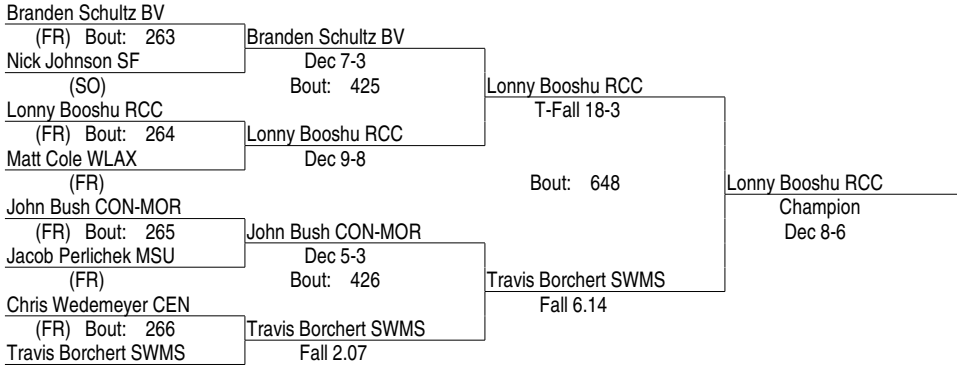 Branden Schultz BV
(FR) Bout: 263
Branden Schultz BV
Nick Johnson SF
Dec 7-3
(SO)
Bout: 425
Lonny Booshu RCC
Lonny Booshu RCC
T-Fall 18-3
(FR) Bout: 264
Lonny Booshu RCC
Matt Cole WLAX
Dec 9-8
(FR)
Bout: 648
Lonny Booshu RCC
John Bush CON-MOR
Champion
(FR) Bout: 265
John Bush CON-MOR
Dec 8-6
Jacob Perlichek MSU
Dec 5-3
(FR)
Bout: 426
Travis Borchert SWMS
Chris Wedemeyer CEN
Fall 6.14
(FR) Bout: 266
Travis Borchert SWMS
Travis Borchert SWMS
Fall 2.07